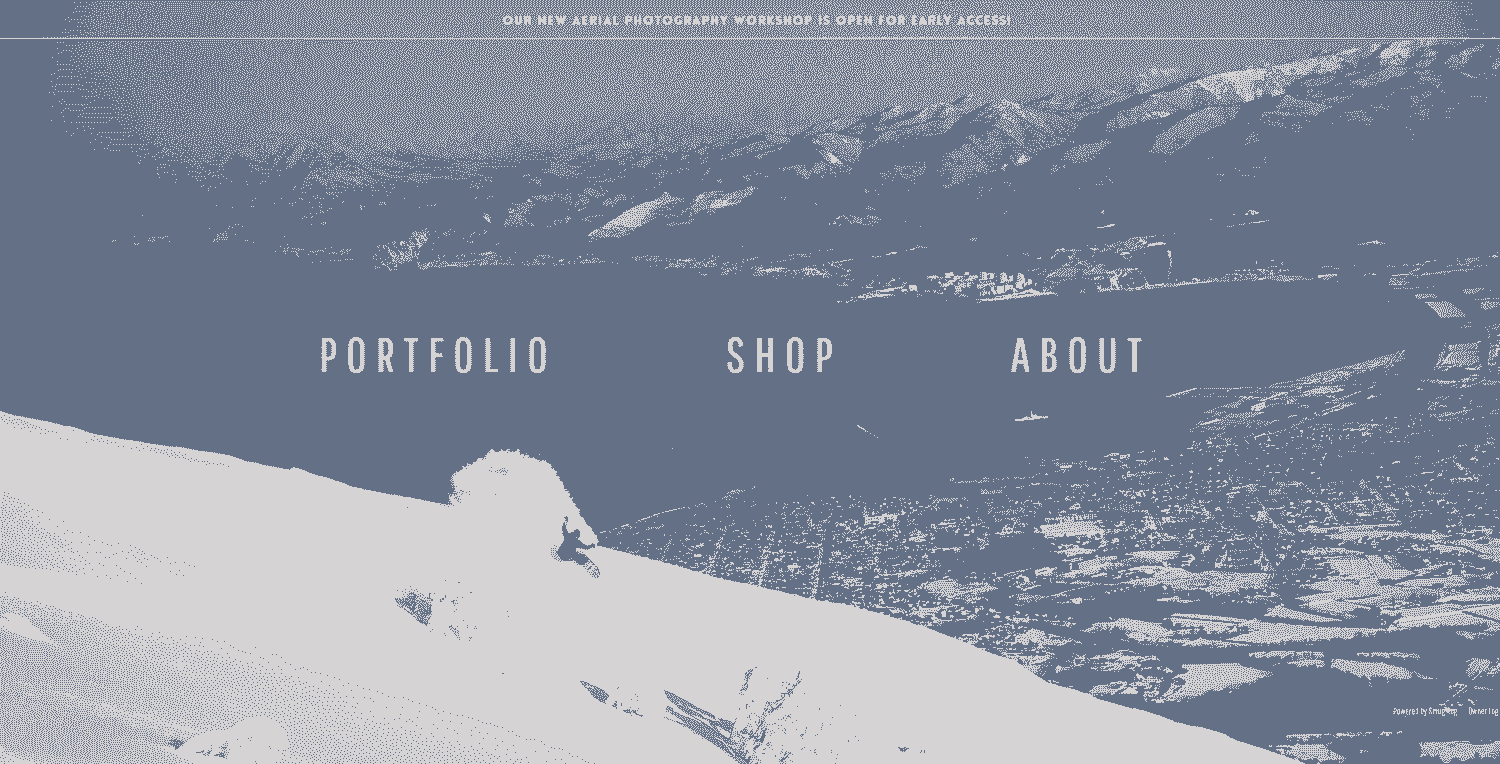 OUR NEW AERIAL PHOTOGRAPHY WORKSHOP IS OPEN FOR EARLY ACCESS!
PORTFOLIO SHOP ABOUT
Powered by SmugMug Owner Log